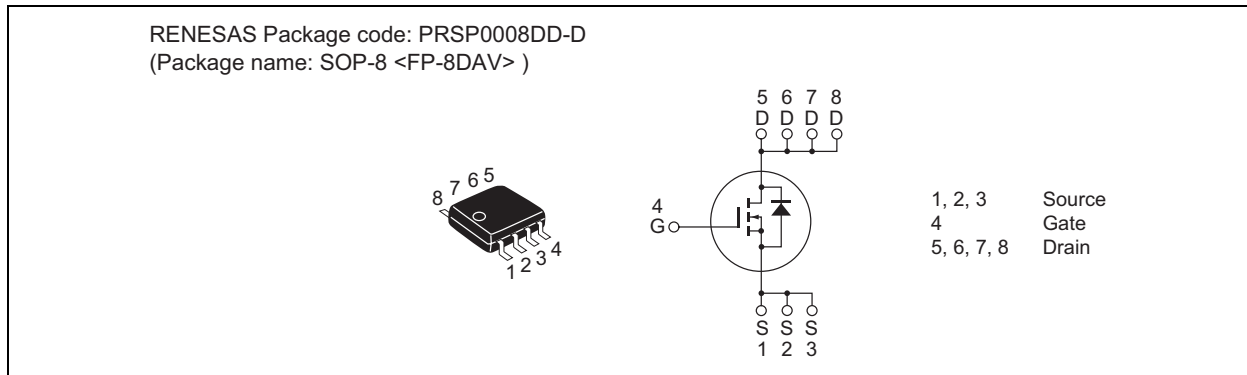 RENESAS Package code: PRSP0008DD-D
(Package name: SOP-8 <FP-8DAV> )
8 7 6 5
1 2 3 4
5 6 7 8
D D D D
4
G
S S S
1 2 3
1, 2, 3 Source
4 Gate
5, 6, 7, 8 Drain